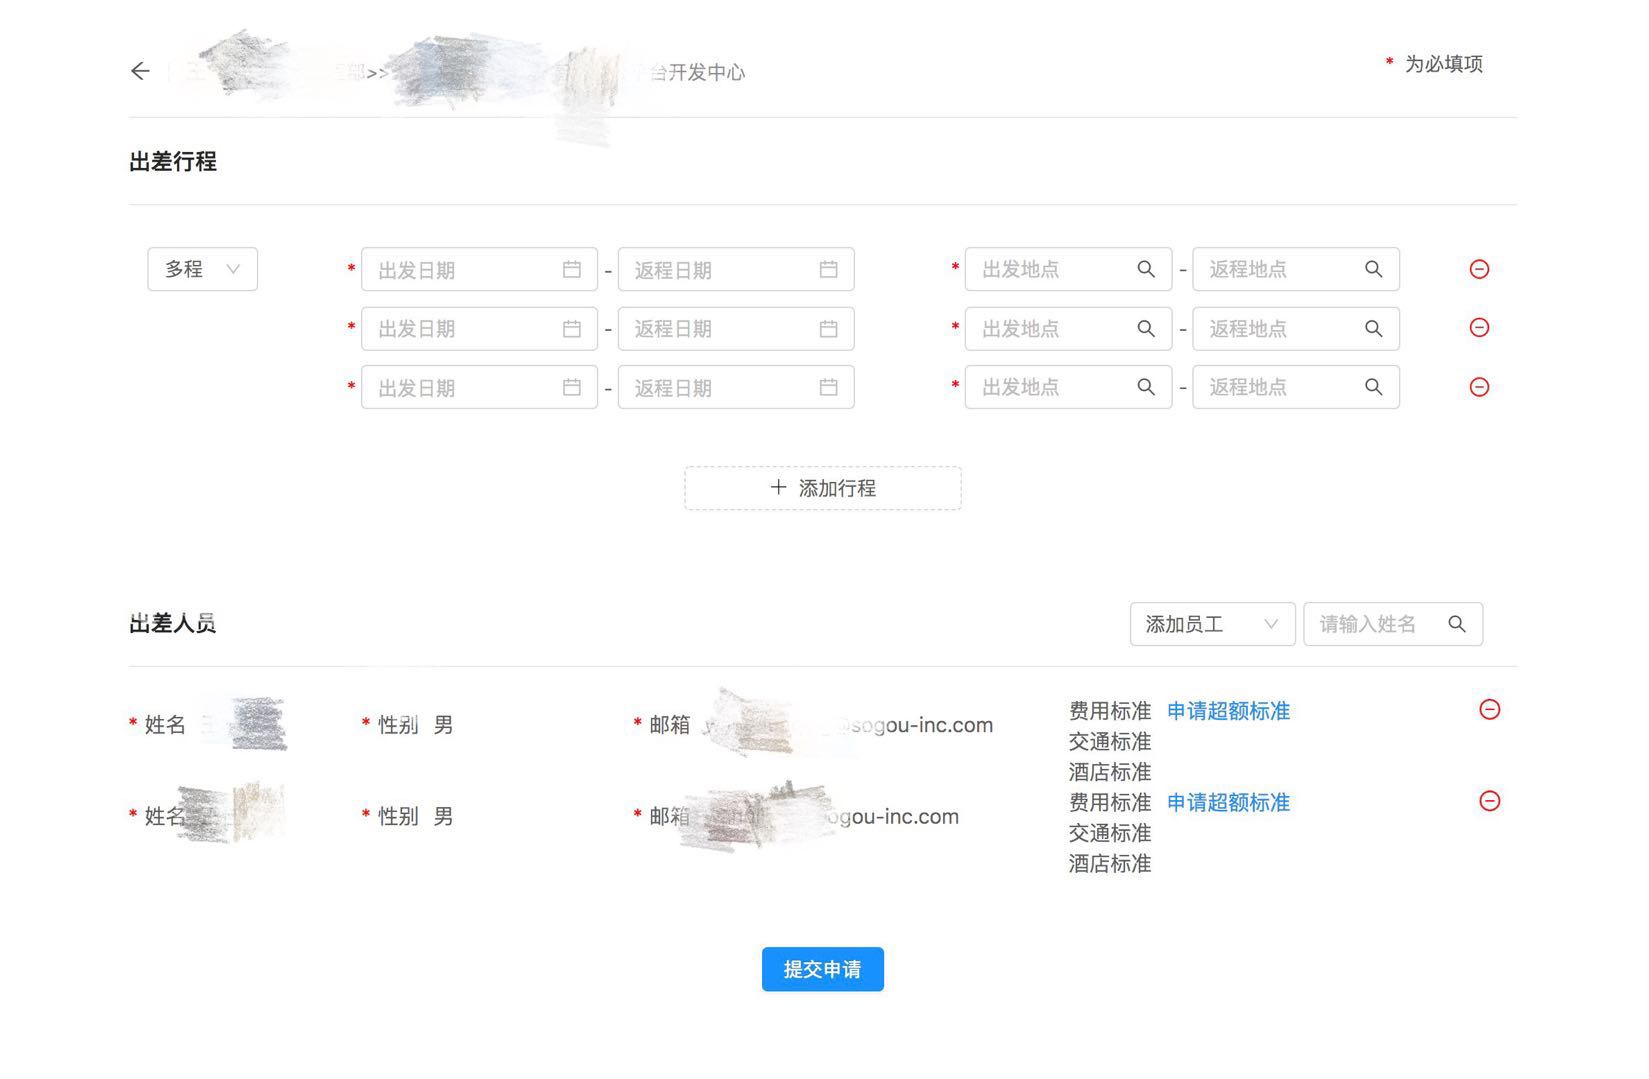 >> 台开发中心
* 为必填项
出差行程
多程 * 出发日期 - 返程日期 * 出发地点 - 返程地点
* 出发日期 - 返程日期 * 出发地点 - 返程地点
* 出发日期 - 返程日期 * 出发地点 - 返程地点
+ 添加行程
出差人员 添加员工 请输入姓名
* 姓名 * 性别 男 * 邮箱 @sogou-inc.com 费用标准 申请超额标准
交通标准
酒店标准
* 姓名 * 性别 男 * 邮箱 ogou-inc.com 费用标准 申请超额标准
交通标准
酒店标准
提交申请